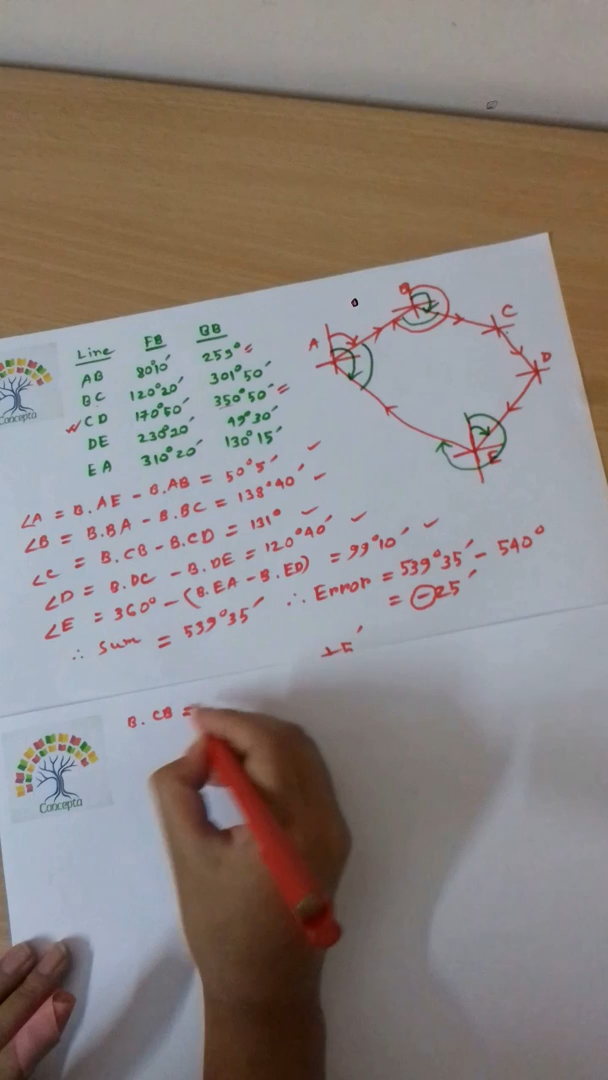 Line FB BB
AB 80°10′ 259°
BC 120°20′ 301°50′
CD 170°50′ 350°50′
DE 230°20′ 49°30′
EA 310°20′ 130°15′
A
B
C
D
E
Concepta
∠A = B.AE - B.AB = 50°5′
∠B = B.BA - B.BC = 138°40′
∠C = B.CB - B.CD = 131°
∠D = B.DC - B.DE = 120°40′
∠E = 360° - (B.EA - B.ED) = 99°10′
∴ Sum = 539°35′ ∴ Error = 539°35′ - 540°
= -25′
Concepta
B. CB =